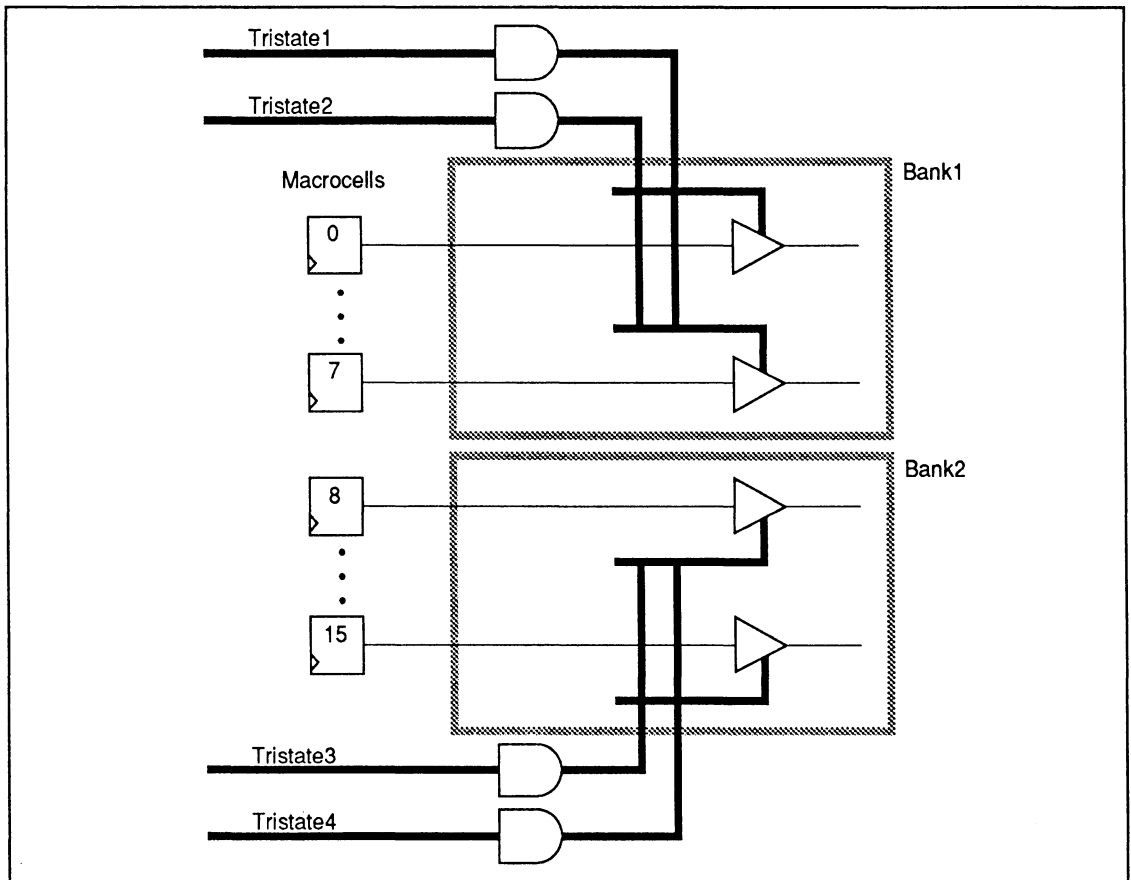 Tristate1
Tristate2
Macrocells
Bank1
0
7
Bank2
8
15
Tristate3
Tristate4